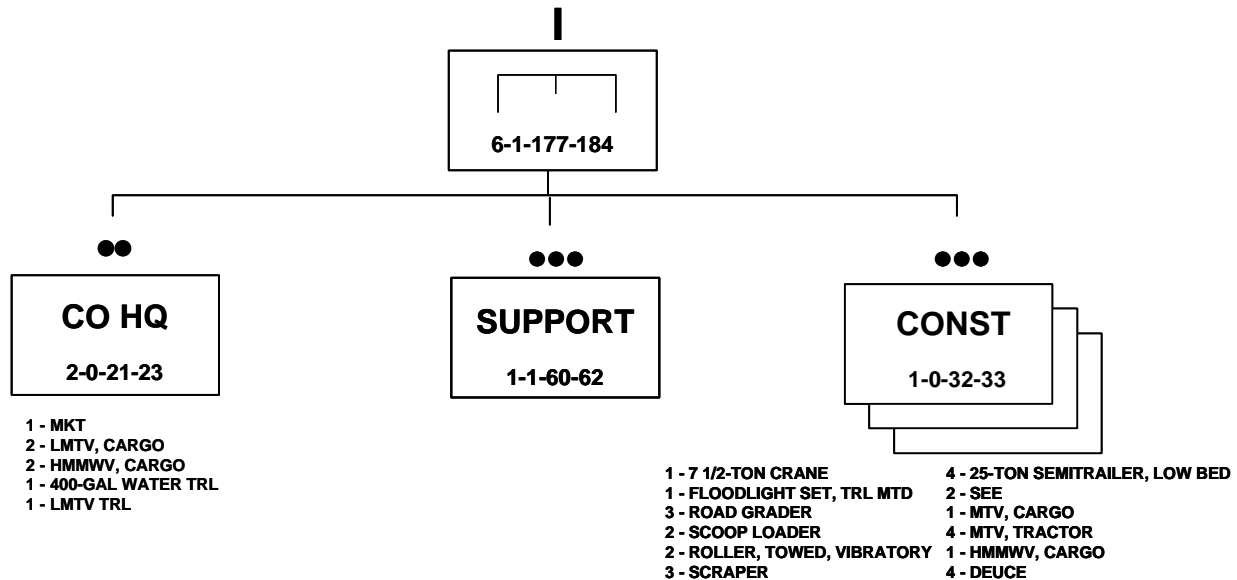 6-1-177-184
CO HQ
2-0-21-23
SUPPORT
1-1-60-62
CONST
1-0-32-33
1 - MKT
2 - LMTV, CARGO
2 - HMMWV, CARGO
1 - 400-GAL WATER TRL
1 - LMTV TRL
1 - 7 1/2-TON CRANE
1 - FLOODLIGHT SET, TRL MTD
3 - ROAD GRADER
2 - SCOOP LOADER
2 - ROLLER, TOWED, VIBRATORY
3 - SCRAPER
4 - 25-TON SEMITRAILER, LOW BED
2 - SEE
1 - MTV, CARGO
4 - MTV, TRACTOR
1 - HMMWV, CARGO
4 - DEUCE